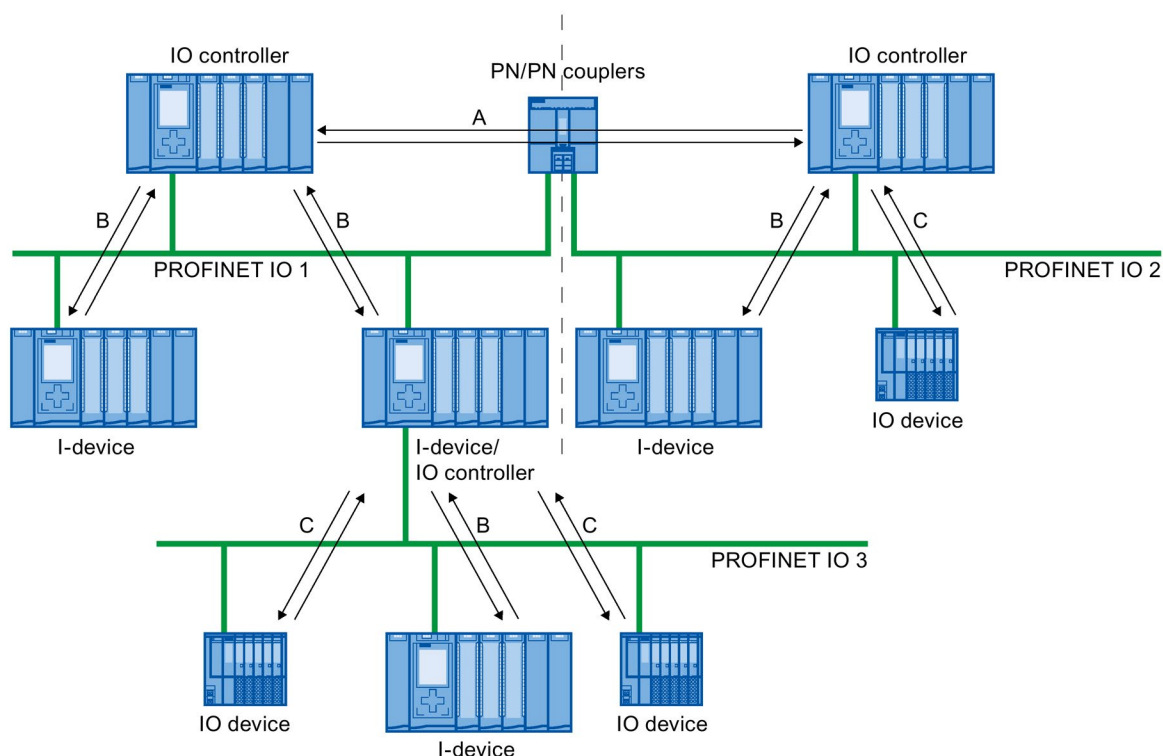 IO controller
PN/PN couplers
IO controller
A
B
B
B
C
PROFINET IO 1
PROFINET IO 2
I-device
I-device/
IO controller
I-device
IO device
C
B
C
PROFINET IO 3
IO device
I-device
IO device